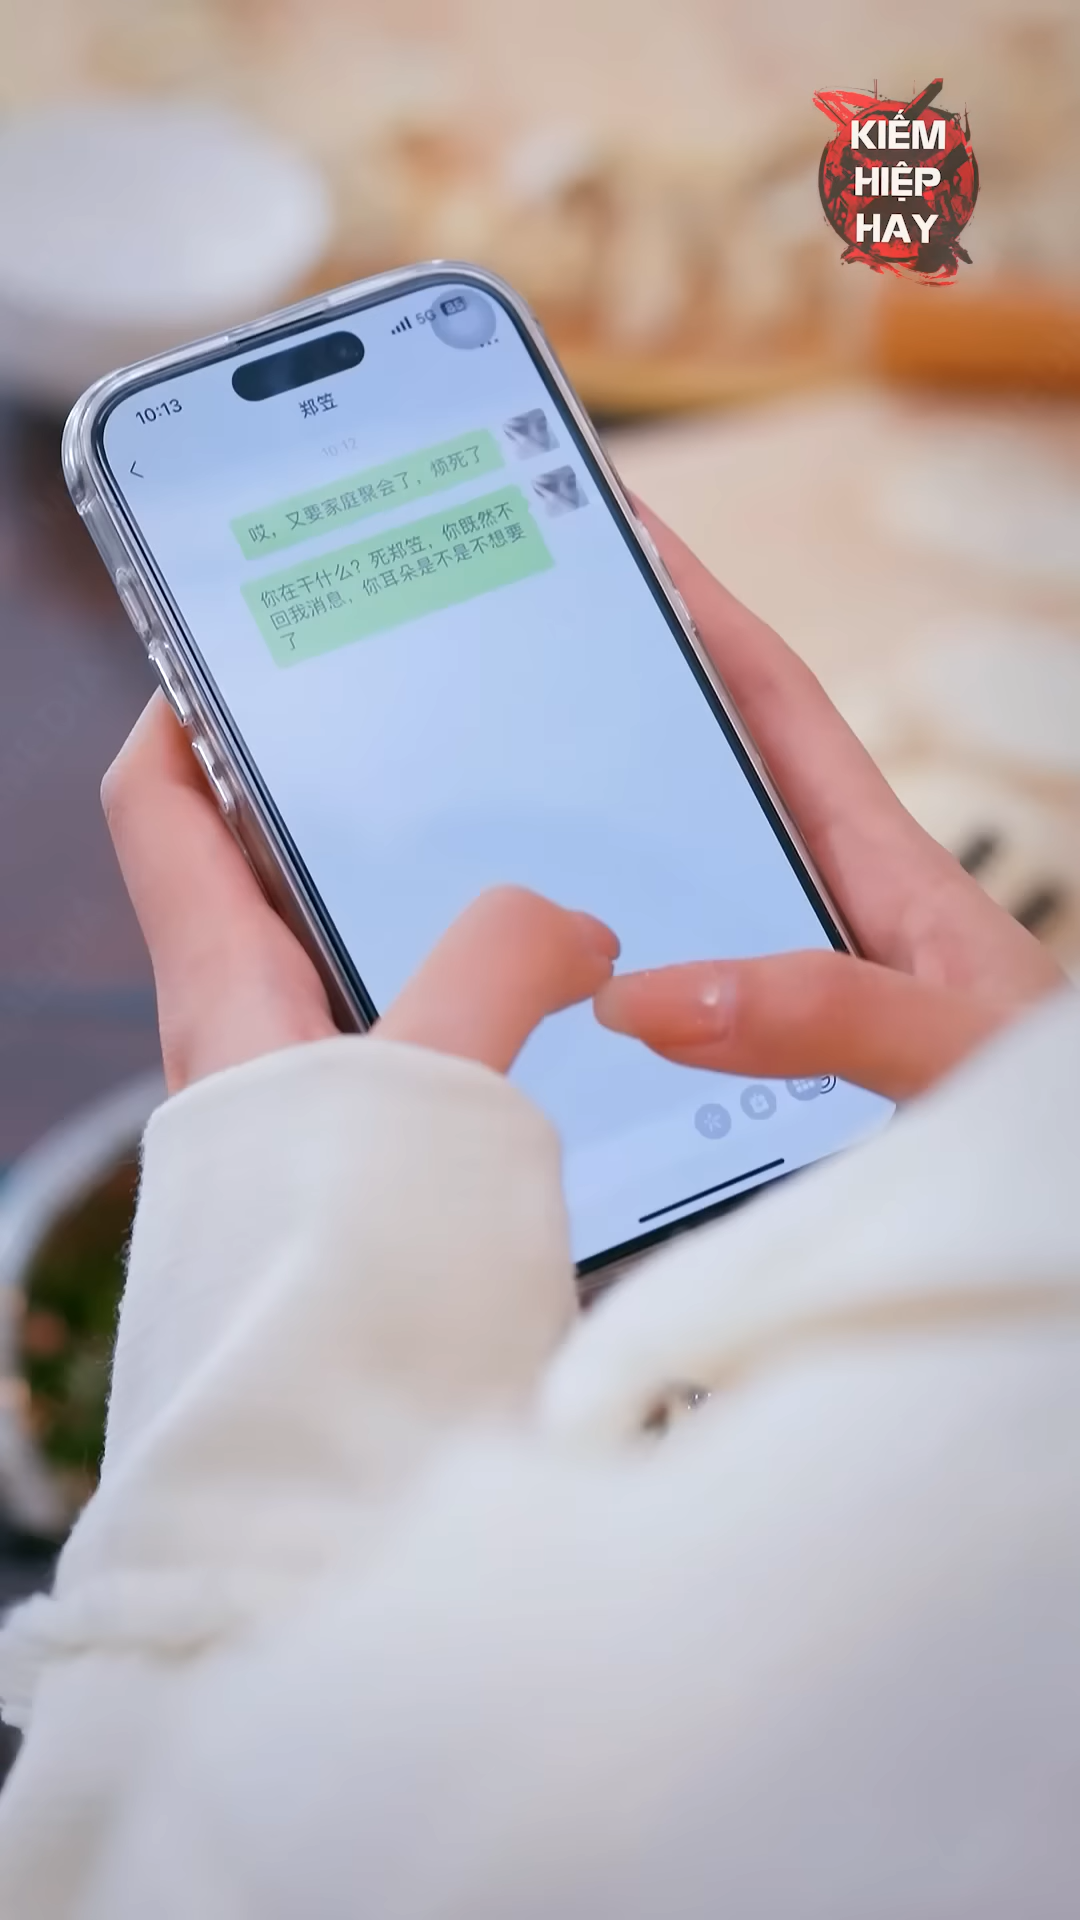 KIẾM
HIỆP
HAY
5G 85
10:13
郑笠
10:12
哎，又要家庭聚会了，烦死了
你在干什么？死郑笠，你既然不
回我消息，你耳朵是不是不想要
了